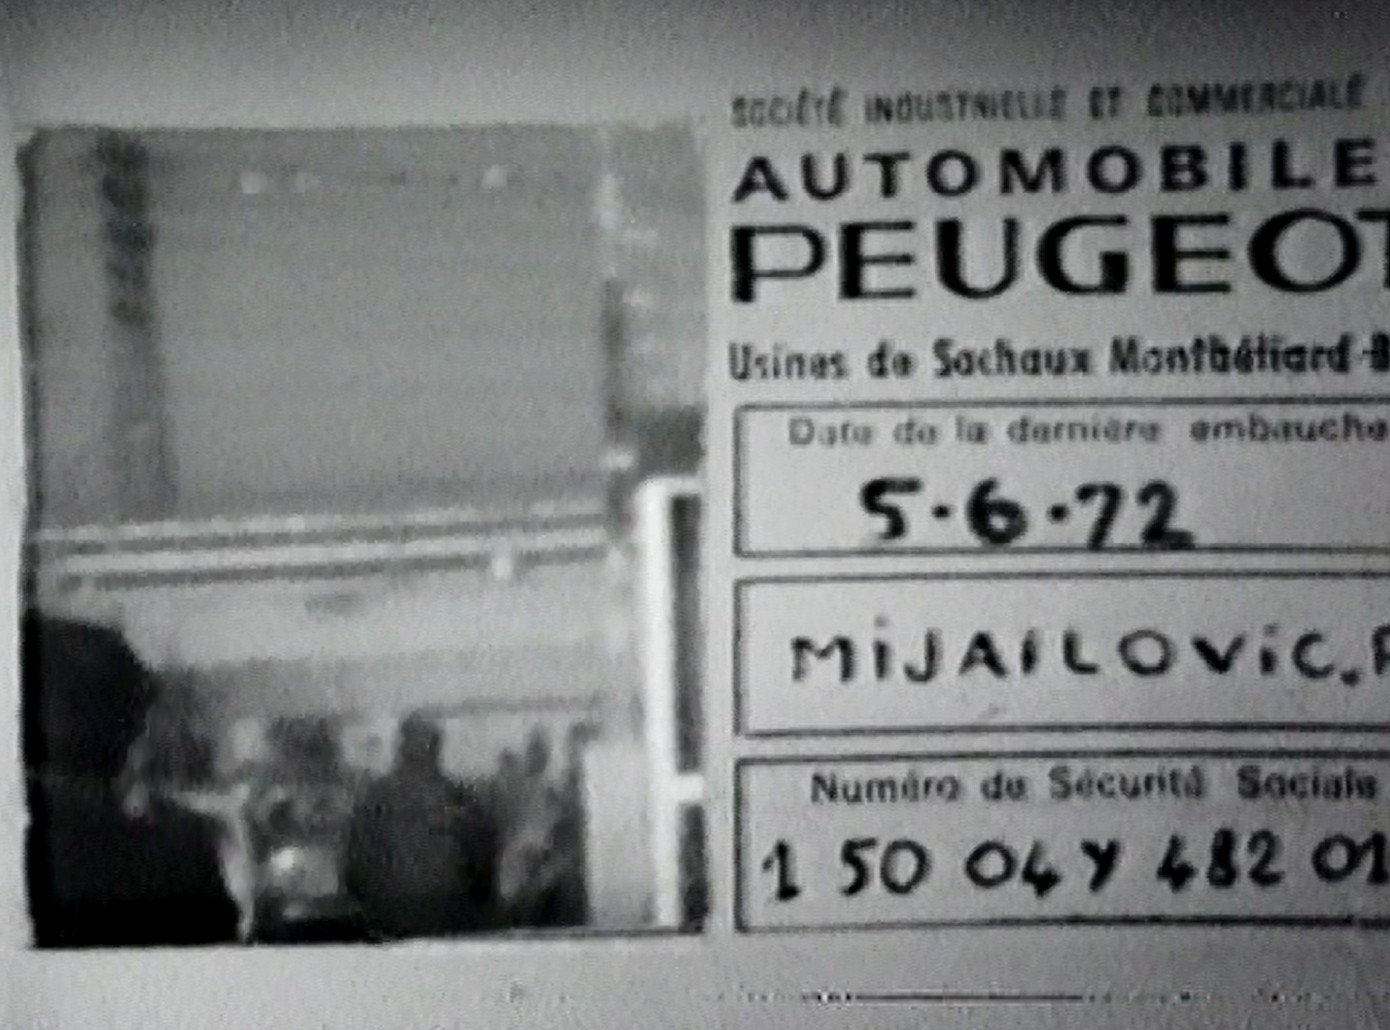 SOCIÉTÉ INDUSTRIELLE ET COMMERCIALE
AUTOMOBILE
PEUGEOT
Usines de Sochaux Montbéliard-B
Date de la dernière embauche
5·6·72
MiJAiLOViC.
Numéro de Sécurité Sociale
1 50 04 Y 482 01